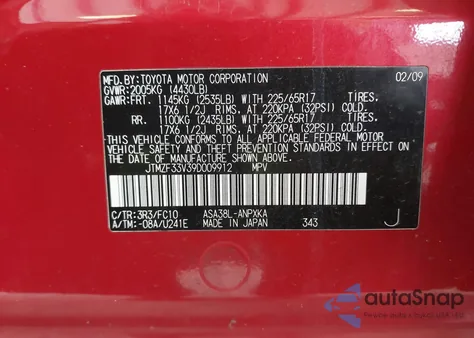 MFD. BY:TOYOTA MOTOR CORPORATION 02/09
GVWR:2005KG (4430LB)
GAWR:FRT. 1145KG (2535LB) WITH 225/65R17 TIRES.
17X6 1/2J RIMS, AT 220KPA (32PSI) COLD.
RR. 1100KG (2435LB) WITH 225/65R17 TIRES.
17X6 1/2J RIMS, AT 220KPA (32PSI) COLD.
THIS VEHICLE CONFORMS TO ALL APPLICABLE FEDERAL MOTOR
VEHICLE SAFETY AND THEFT PREVENTION STANDARDS IN EFFECT
ON THE DATE OF MANUFACTURE SHOWN ABOVE.
JTMZF33V39D009912 MPV
C/TR:3R3/FC10 ASA38L-ANPXKA
A/TM:-08A/U241E MADE IN JAPAN 343 J
autoSnap